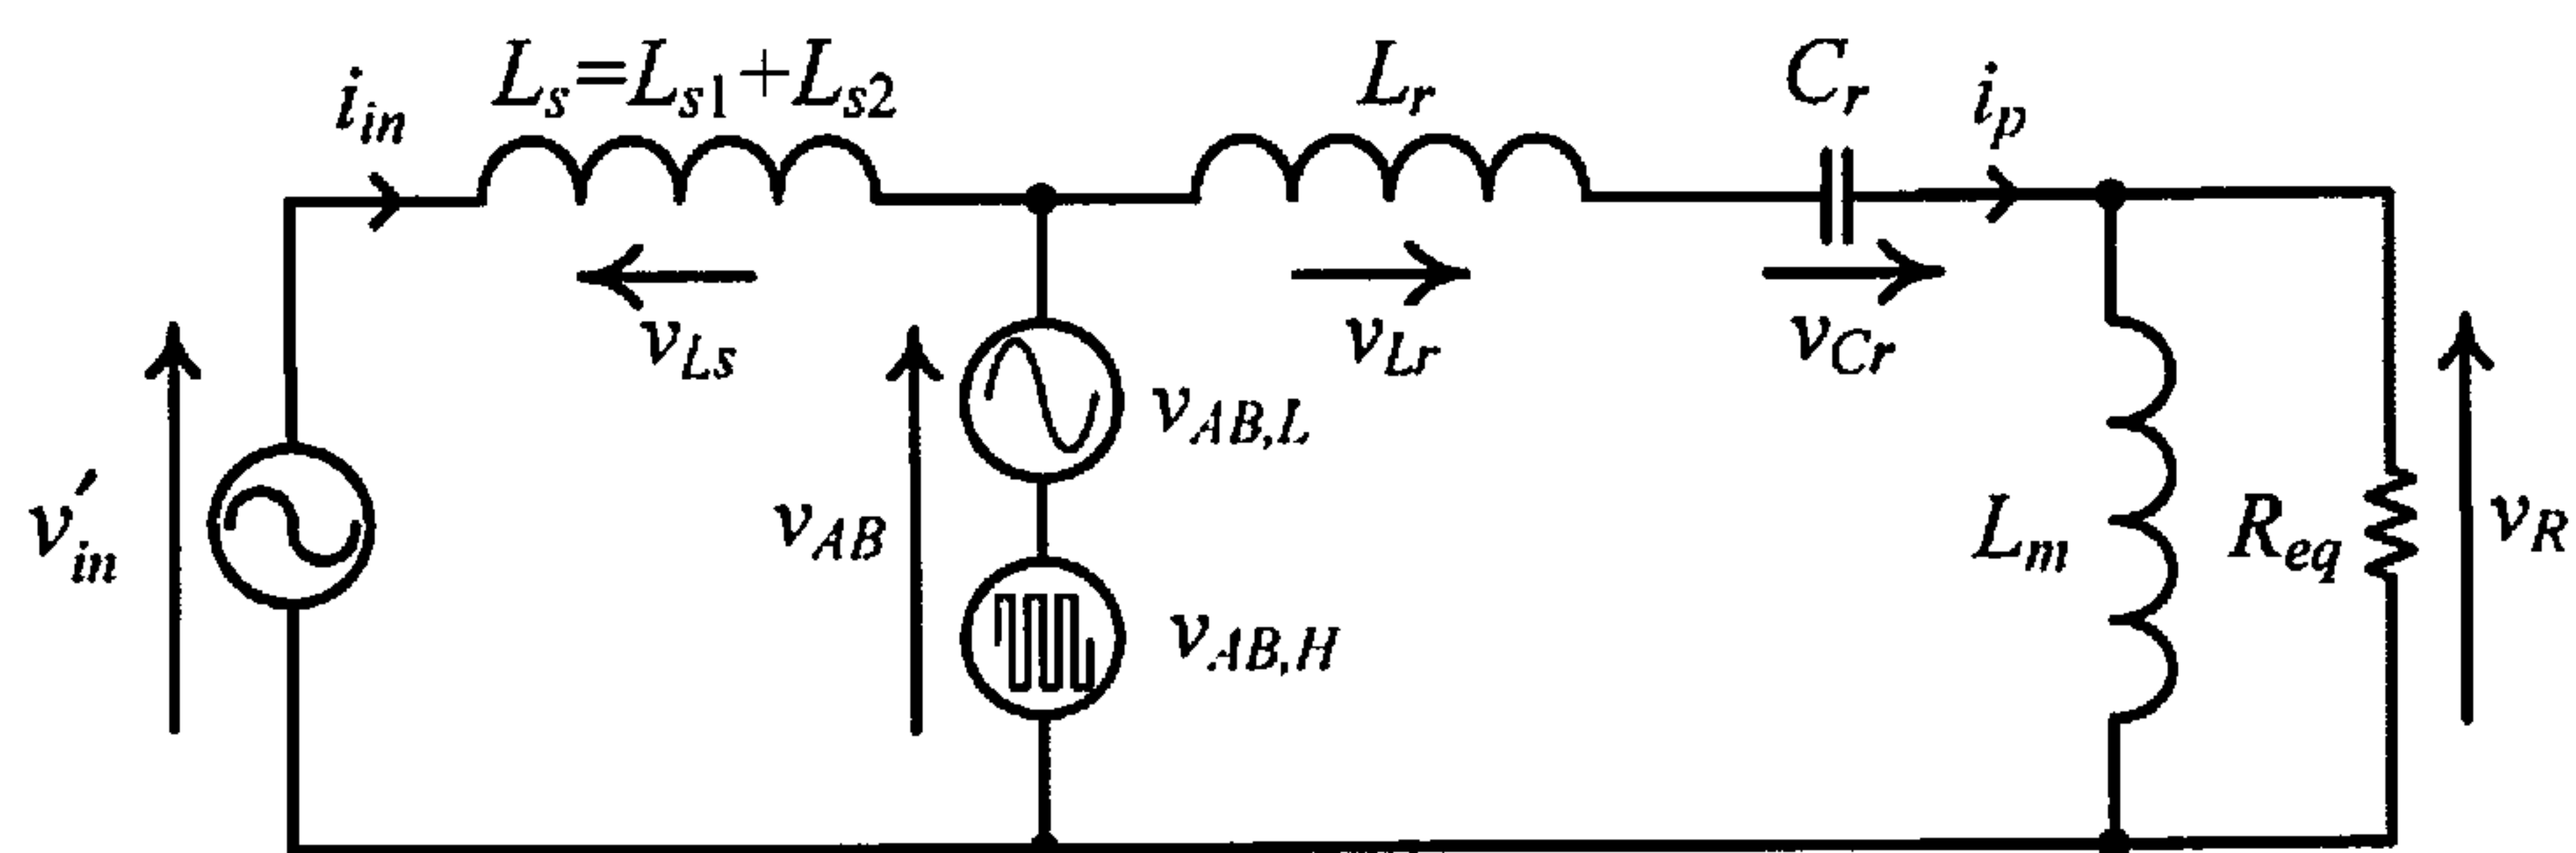 i_in
L_s=L_s1+L_s2
L_r
C_r
i_p
v_Ls
v_Lr
v_Cr
v'_in
v_AB
v_AB,L
v_AB,H
L_m
R_eq
v_R